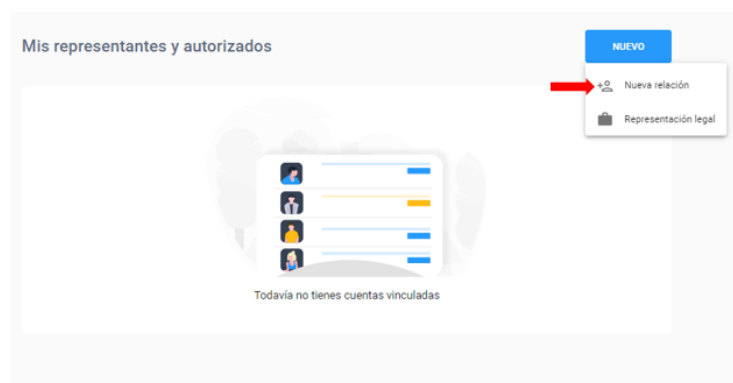 Mis representantes y autorizados
NUEVO
Nueva relación
Representación legal
Todavía no tienes cuentas vinculadas